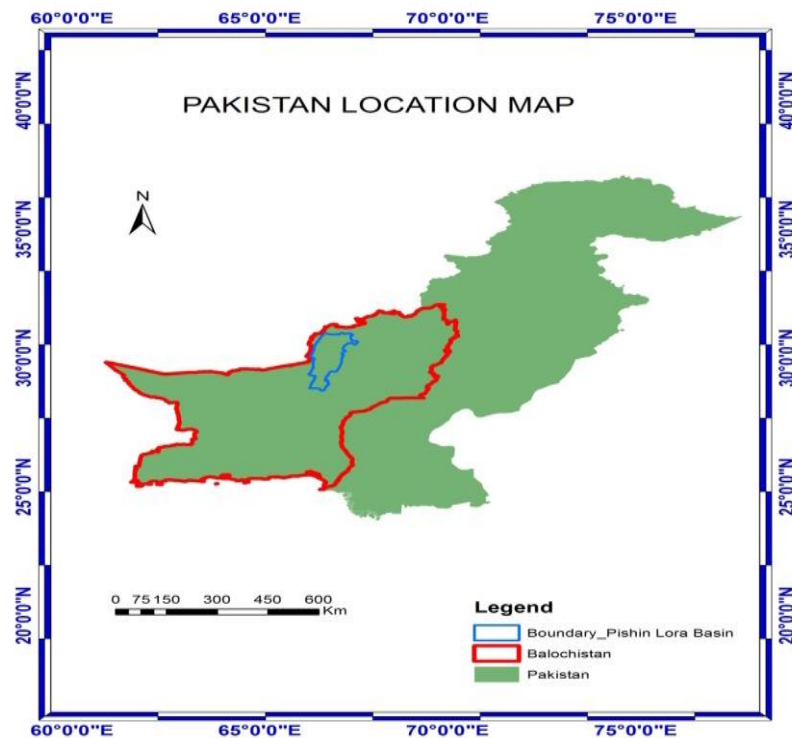 60°0'0"E 65°0'0"E 70°0'0"E 75°0'0"E
PAKISTAN LOCATION MAP
40°0'0"N
40°0'0"N
N
35°0'0"N
35°0'0"N
30°0'0"N
30°0'0"N
25°0'0"N
25°0'0"N
0 75 150 300 450 600
Km
Legend
Boundary_Pishin Lora Basin
Balochistan
Pakistan
20°0'0"N
20°0'0"N
60°0'0"E 65°0'0"E 70°0'0"E 75°0'0"E